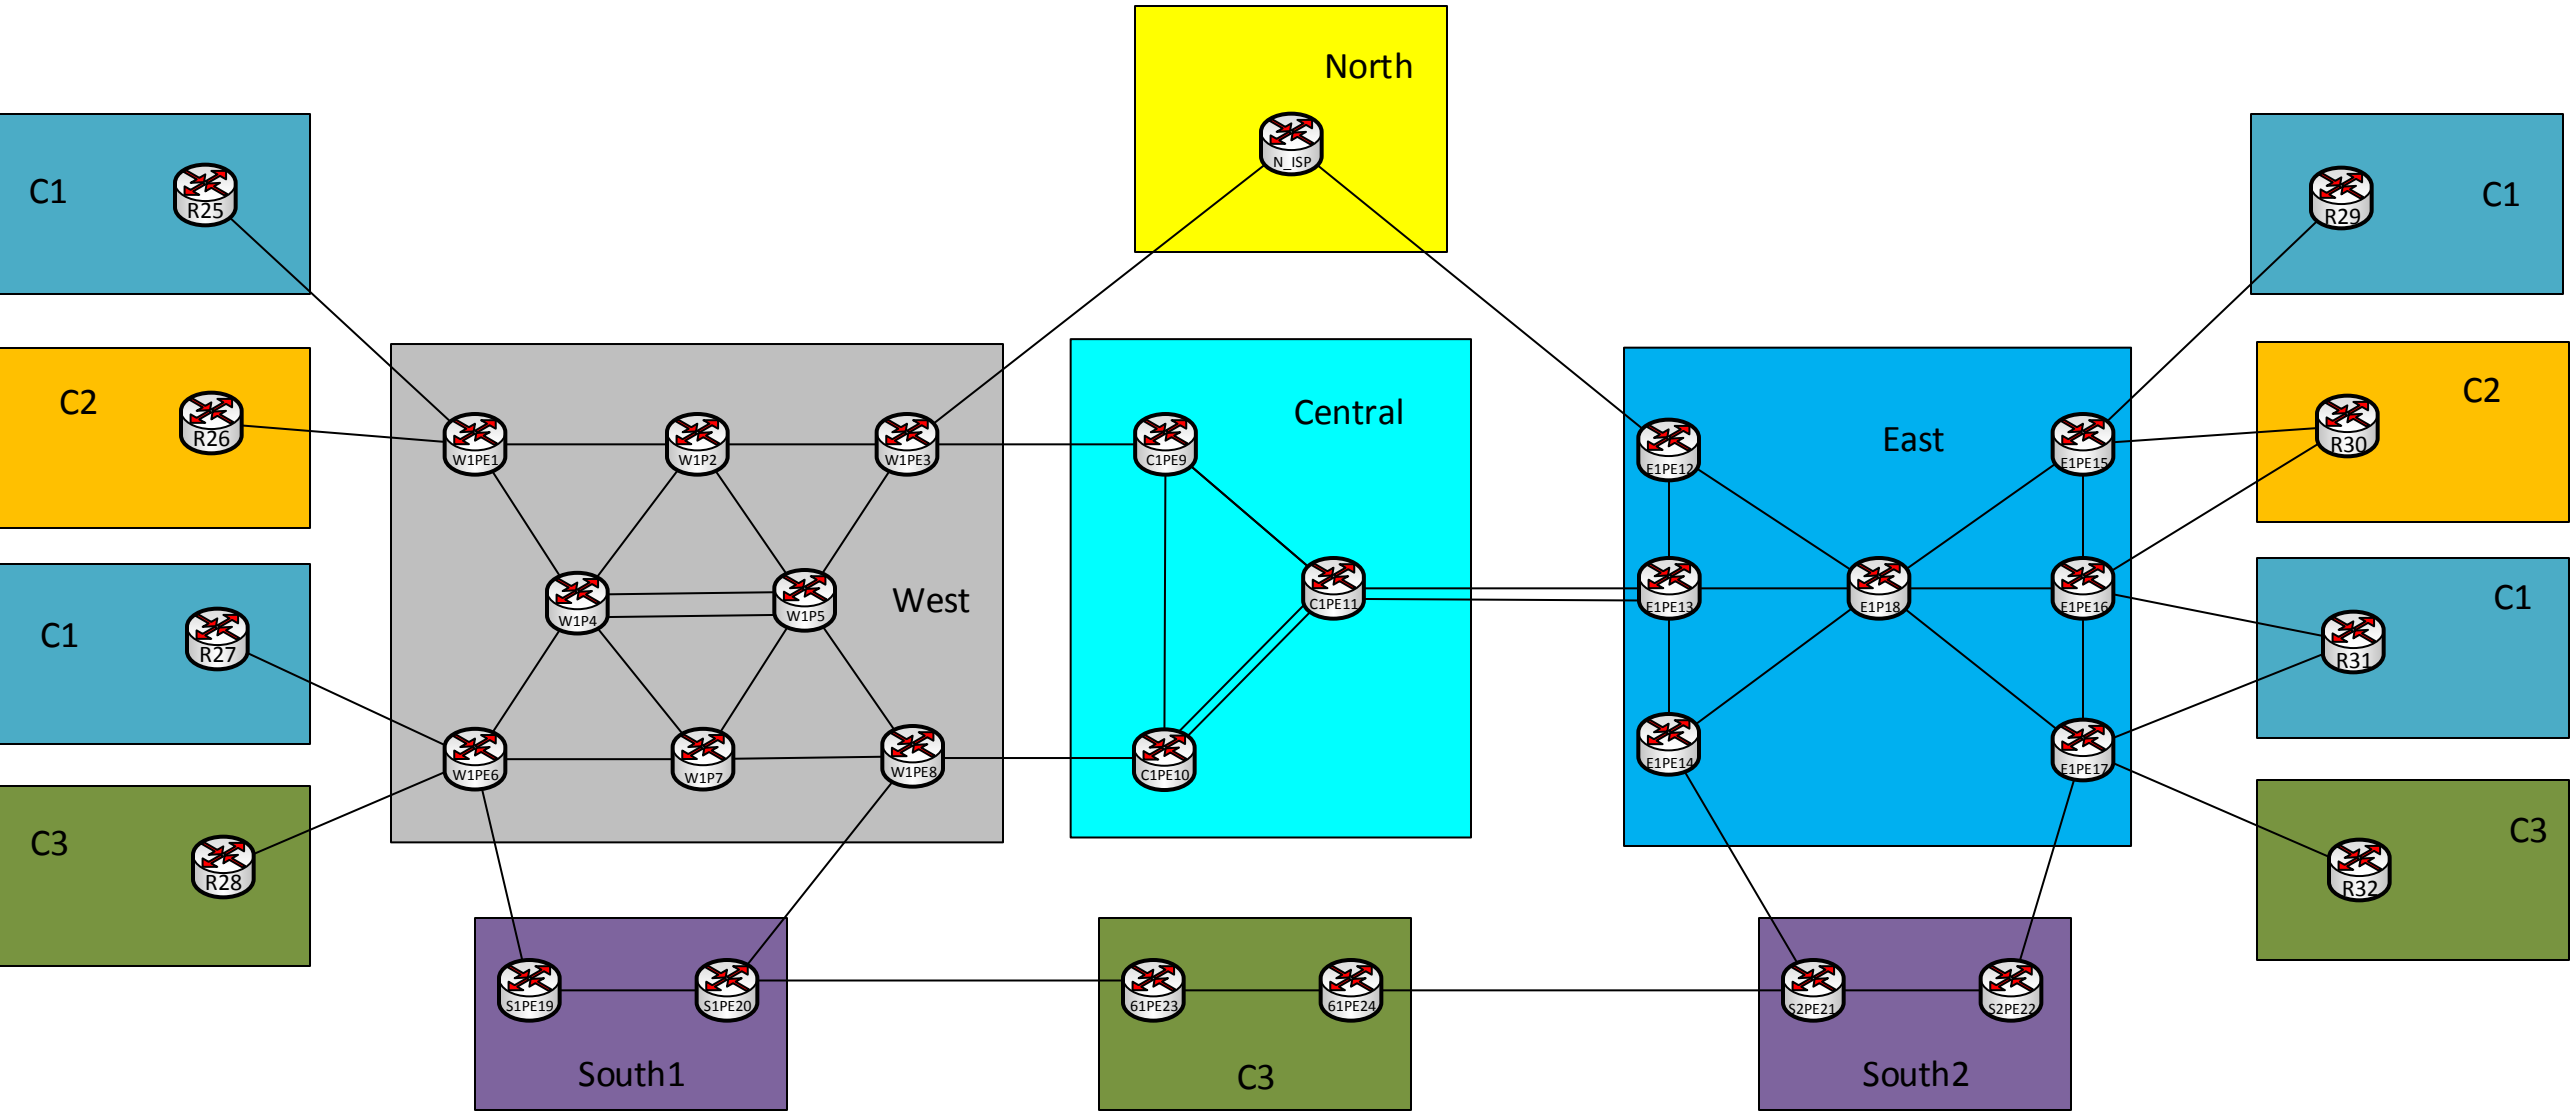 North
N_ISP
C1
R25
R29
C1
C2
R26
Central
East
R30
C2
W1PE1
W1P2
W1PE3
C1PE9
E1PE12
E1PE15
C1
R27
W1P4
W1P5
West
C1PE11
E1PE13
E1P18
E1PE16
R31
C1
W1PE6
W1P7
W1PE8
C1PE10
E1PE14
E1PE17
C3
R28
R32
C3
S1PE19
S1PE20
61PE23
61PE24
S2PE21
S2PE22
South1
C3
South2